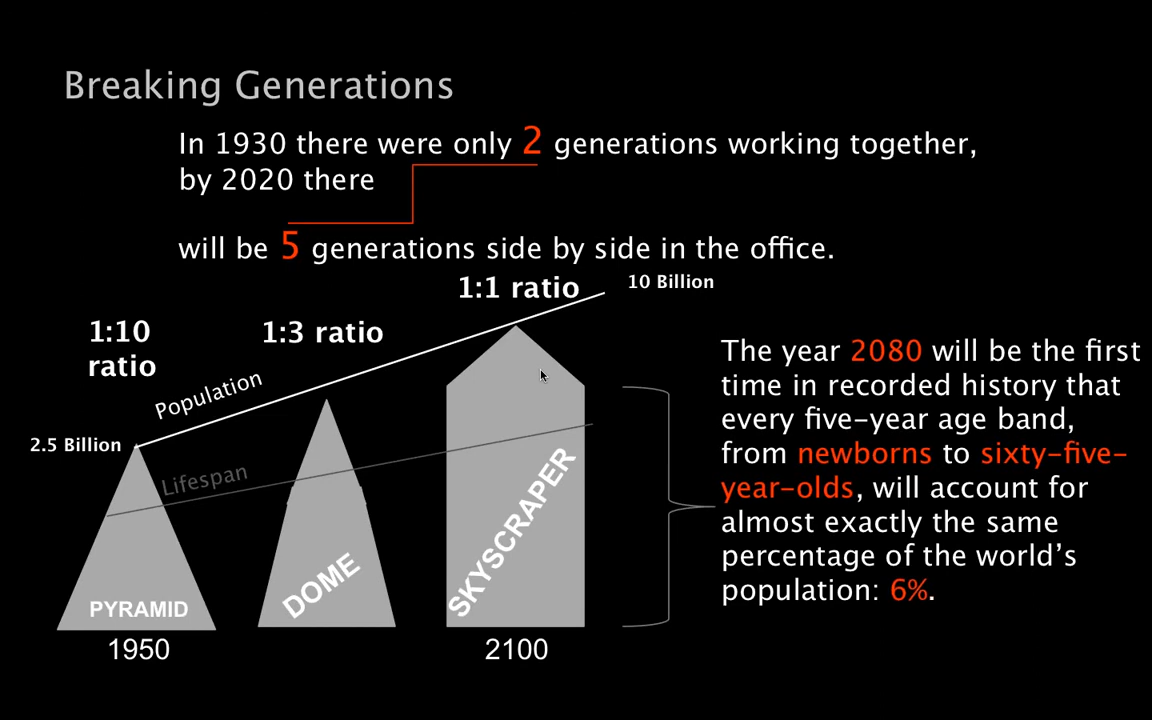 Breaking Generations
In 1930 there were only 2 generations working together,
by 2020 there
will be 5 generations side by side in the office.
1:1 ratio
10 Billion
1:10
ratio
1:3 ratio
Population
2.5 Billion
Lifespan
The year 2080 will be the first
time in recorded history that
every five-year age band,
from newborns to sixty-five-
year-olds, will account for
almost exactly the same
percentage of the world's
population: 6%.
PYRAMID
DOME
SKYSCRAPER
1950
2100